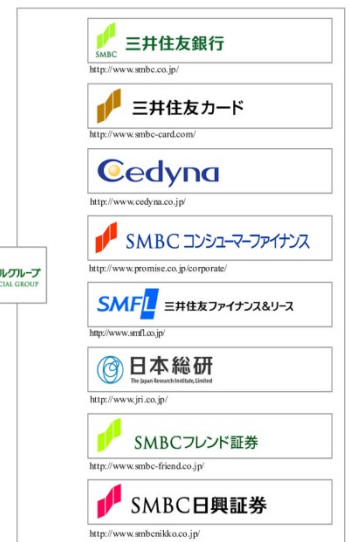 SMBC 三井住友銀行
http://www.smbc.co.jp/
三井住友カード
http://www.smbc-card.com/
Cedyna
http://www.cedyna.co.jp/
SMBCコンシューマーファイナンス
http://www.promise.co.jp/corporate/
ルグループ
CIAL GROUP
SMFL 三井住友ファイナンス&リース
http://www.smfl.co.jp/
日本総研
The Japan Research Institute, Limited
http://www.jri.co.jp/
SMBCフレンド証券
http://www.smbc-friend.co.jp/
SMBC日興証券
http://www.smbcnikko.co.jp/